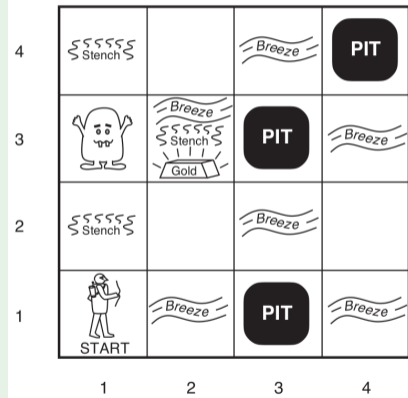 4
Stench
Breeze
PIT
3
Breeze
Stench
Gold
PIT
Breeze
2
Stench
Breeze
1
START
Breeze
PIT
Breeze
1 2 3 4